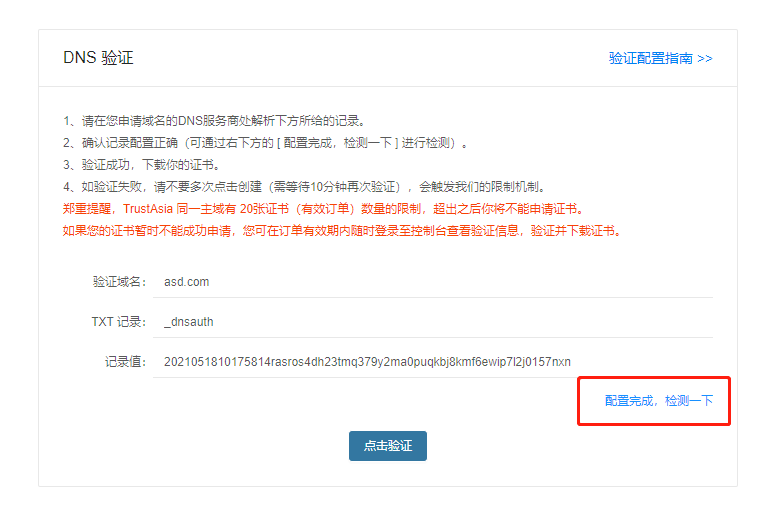 DNS 验证
验证配置指南 >>
1、请在您申请域名的DNS服务商处解析下方所给的记录。
2、确认记录配置正确（可通过右下方的 [ 配置完成，检测一下 ] 进行检测）。
3、验证成功，下载你的证书。
4、如验证失败，请不要多次点击创建（需等待10分钟再次验证），会触发我们的限制机制。
郑重提醒，TrustAsia 同一主域有 20张证书（有效订单）数量的限制，超出之后你将不能申请证书。
如果您的证书暂时不能成功申请，您可在订单有效期内随时登录至控制台查看验证信息，验证并下载证书。
验证域名： asd.com
TXT 记录： _dnsauth
记录值： 2021051810175814rasros4dh23tmq379y2ma0puqkbj8kmf6ewip7l2j0157nxn
配置完成，检测一下
点击验证